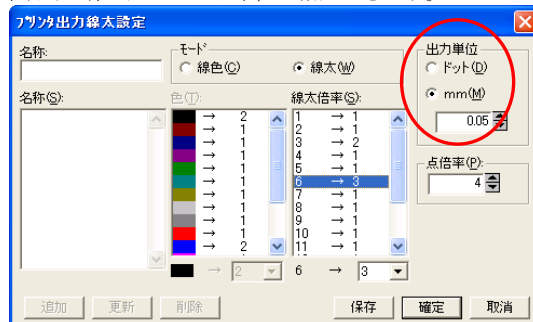 プリンタ出力線太設定
名称:
モード
線色(C)
線太(W)
出力単位
ドット(D)
mm(M)
0.05
名称(S):
色(T):
線太倍率(S):
→ 2
→ 1
→ 1
→ 1
→ 1
→ 1
→ 1
→ 1
→ 1
→ 1
→ 2
1 → 1
2 → 1
3 → 2
4 → 1
5 → 1
6 → 3
7 → 1
8 → 1
9 → 1
10 → 1
11 → 1
点倍率(P):
4
→ 2
6 → 3
追加
更新
削除
保存
確定
取消